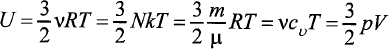 U = 3/2 νRT = 3/2 NkT = 3/2 m/μ RT = νc_υT = 3/2 pV